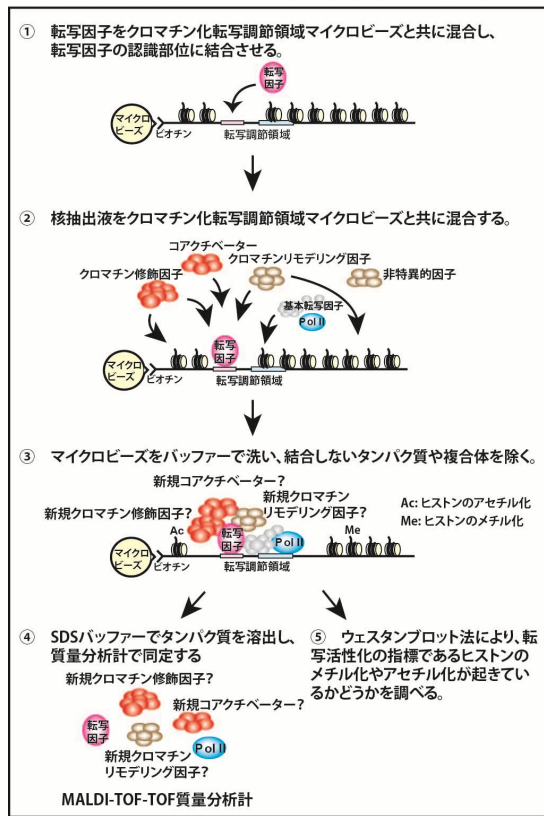 ① 転写因子をクロマチン化転写調節領域マイクロビーズと共に混合し、
転写因子の認識部位に結合させる。
転写
因子
マイクロ
ビーズ
ビオチン
転写調節領域
② 核抽出液をクロマチン化転写調節領域マイクロビーズと共に混合する。
コアクチベーター
クロマチンリモデリング因子
クロマチン修飾因子
非特異的因子
基本転写因子
Pol II
転写
因子
マイクロ
ビーズ
ビオチン
転写調節領域
③ マイクロビーズをバッファーで洗い、結合しないタンパク質や複合体を除く。
新規コアクチベーター?
新規クロマチン
リモデリング因子?
新規クロマチン修飾因子?
Ac: ヒストンのアセチル化
Me: ヒストンのメチル化
Ac
転写
因子
Pol II
Me
マイクロ
ビーズ
ビオチン
転写調節領域
④ SDSバッファーでタンパク質を溶出し、
質量分析計で同定する
新規クロマチン修飾因子?
新規コアクチベーター?
転写
因子
Pol II
新規クロマチン
リモデリング因子?
MALDI-TOF-TOF質量分析計
⑤ ウェスタンブロット法により、転
写活性化の指標であるヒストンの
メチル化やアセチル化が起きてい
るかどうかを調べる。